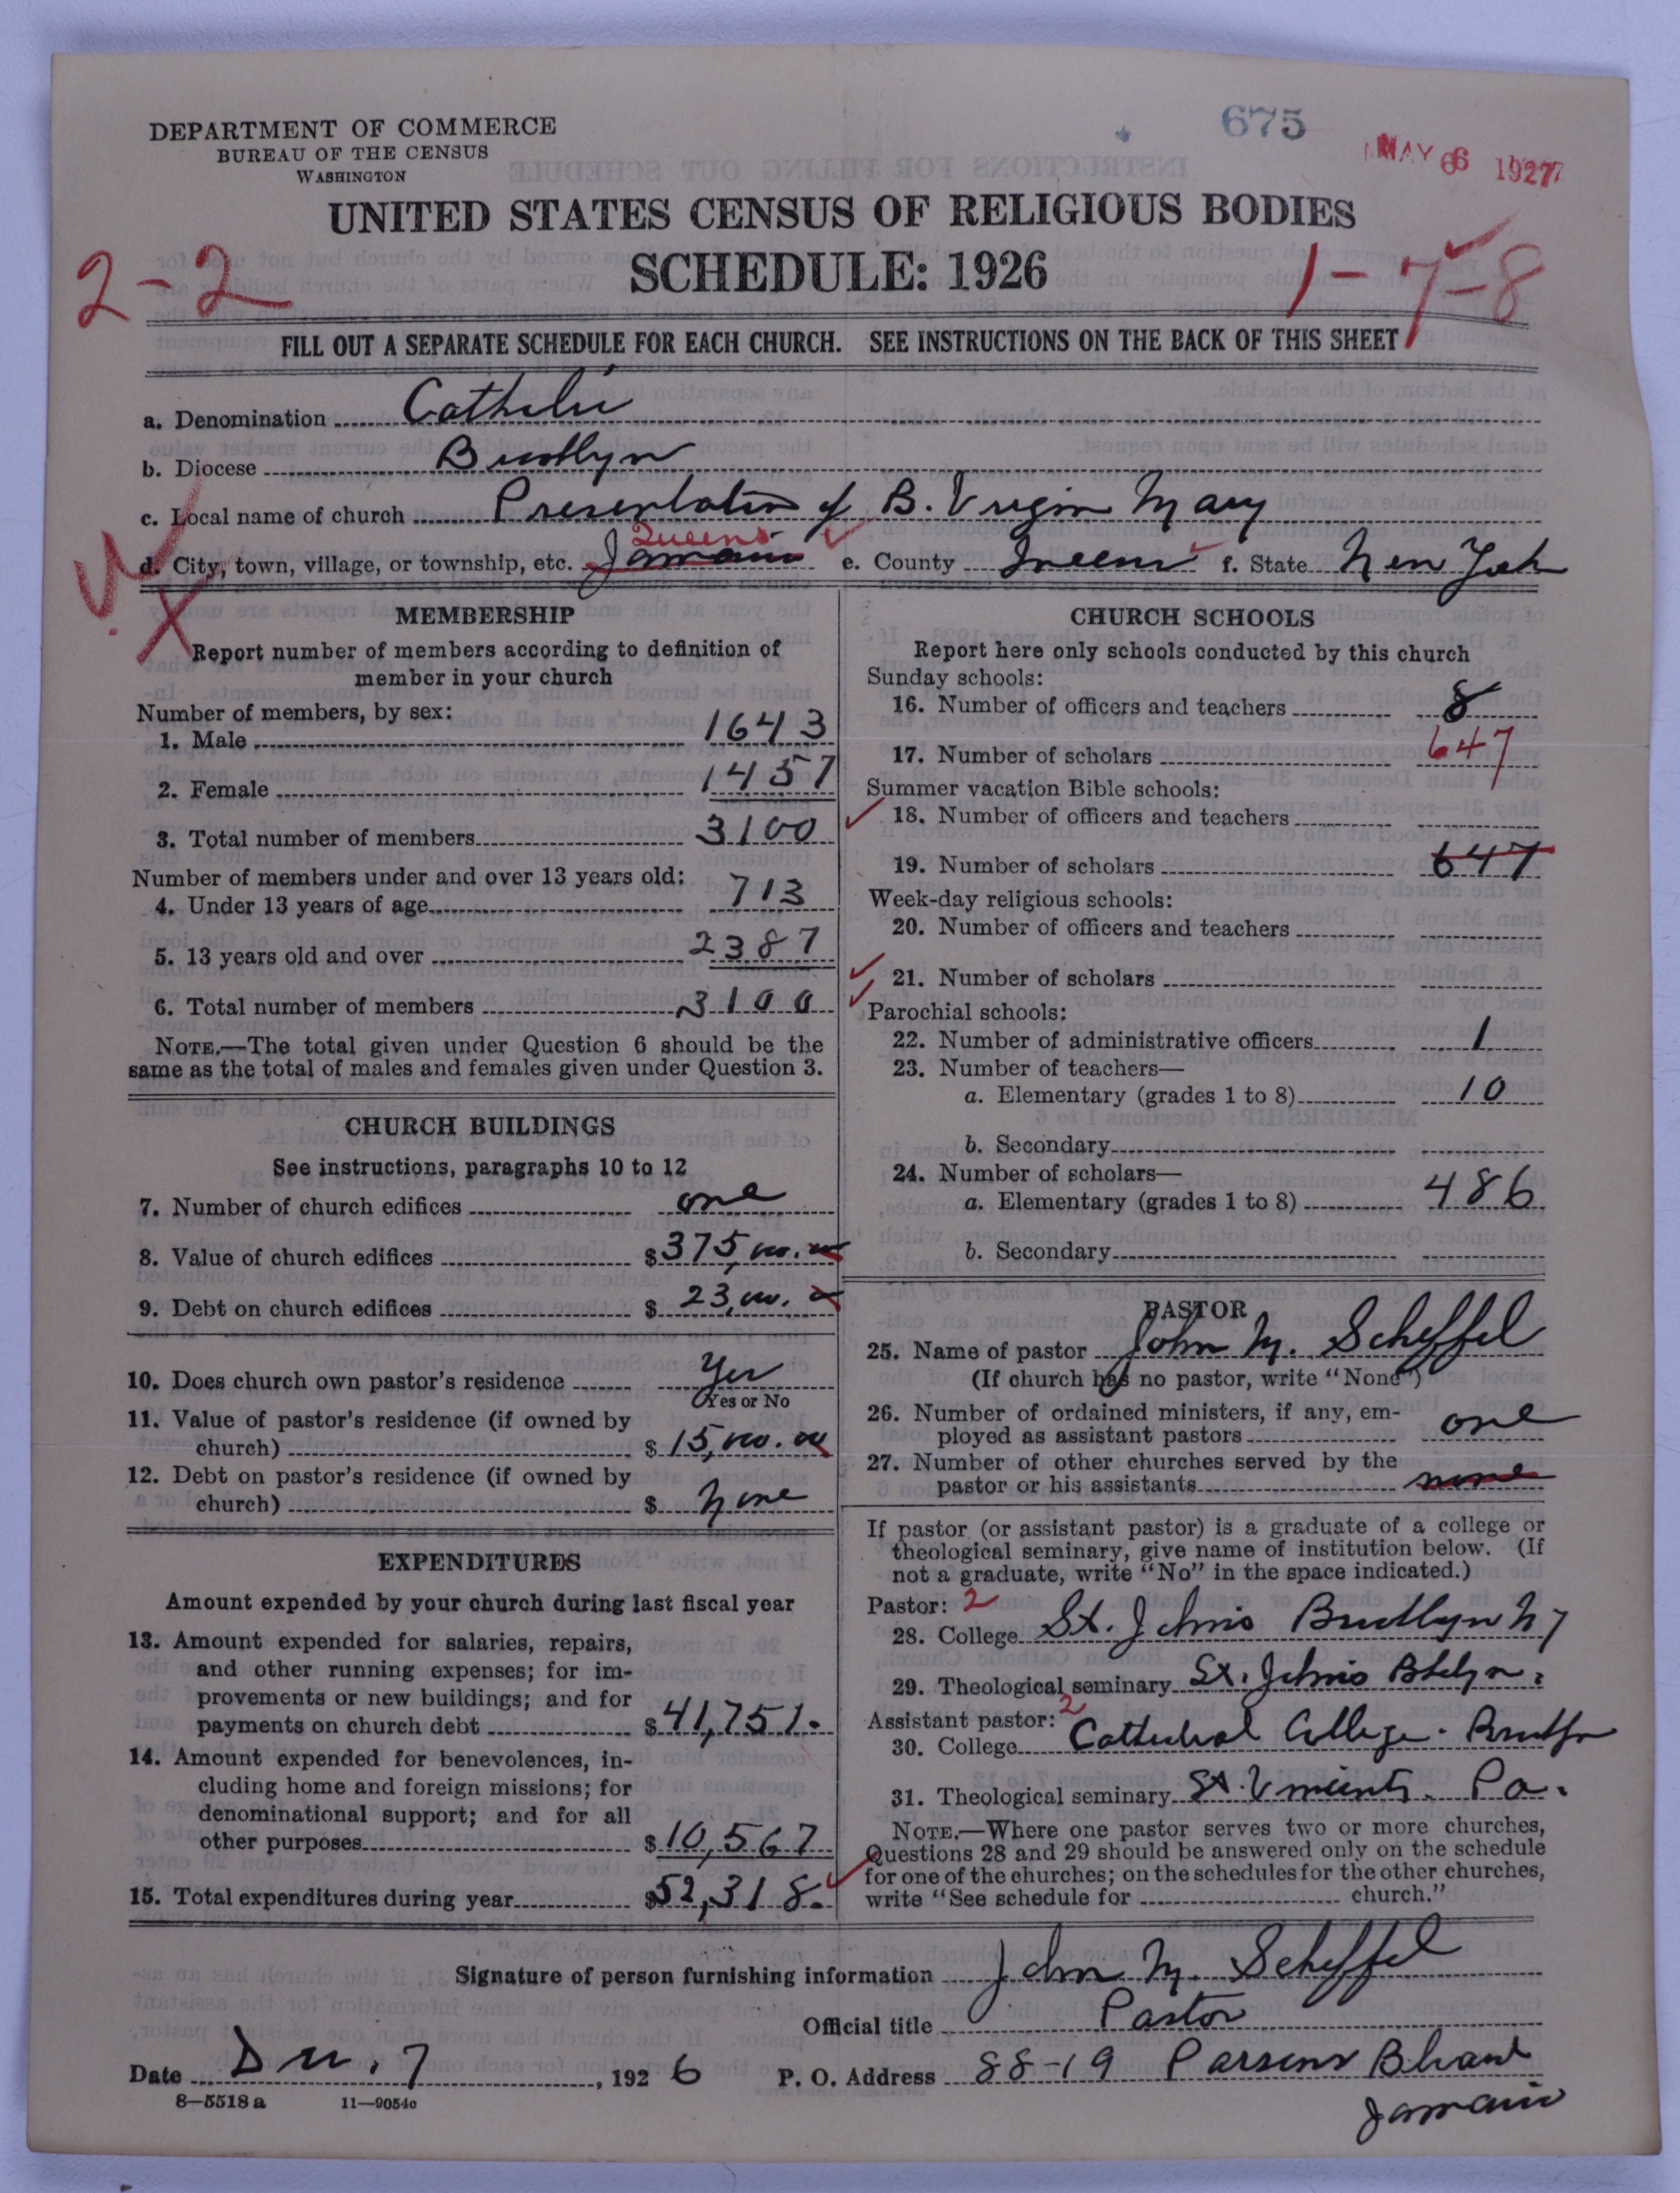 675
MAY 6 1927
DEPARTMENT OF COMMERCE
BUREAU OF THE CENSUS
WASHINGTON
UNITED STATES CENSUS OF RELIGIOUS BODIES
SCHEDULE: 1926
2-2
1-7-8
FILL OUT A SEPARATE SCHEDULE FOR EACH CHURCH. SEE INSTRUCTIONS ON THE BACK OF THIS SHEET
a. Denomination Catholic
b. Diocese Brooklyn
c. Local name of church Presentation of B. Virgin Mary
Queens
d. City, town, village, or township, etc. Jamaica e. County Queens f. State New York
MEMBERSHIP
Report number of members according to definition of
member in your church
Number of members, by sex:
1. Male 1643
2. Female 1457
3. Total number of members 3100
Number of members under and over 13 years old:
4. Under 13 years of age 713
5. 13 years old and over 2387
6. Total number of members 3100
NOTE.—The total given under Question 6 should be the
same as the total of males and females given under Question 3.
CHURCH BUILDINGS
See instructions, paragraphs 10 to 12
7. Number of church edifices one
8. Value of church edifices $375,000.00
9. Debt on church edifices $23,000.00
10. Does church own pastor's residence Yes
Yes or No
11. Value of pastor's residence (if owned by
church) $15,000.00
12. Debt on pastor's residence (if owned by
church) $ None
EXPENDITURES
Amount expended by your church during last fiscal year
13. Amount expended for salaries, repairs,
and other running expenses; for im-
provements or new buildings; and for
payments on church debt $41,751.
14. Amount expended for benevolences, in-
cluding home and foreign missions; for
denominational support; and for all
other purposes $10,567
15. Total expenditures during year $52,318.
CHURCH SCHOOLS
Report here only schools conducted by this church
Sunday schools:
16. Number of officers and teachers 8
17. Number of scholars 647
Summer vacation Bible schools:
18. Number of officers and teachers
19. Number of scholars 647
Week-day religious schools:
20. Number of officers and teachers
21. Number of scholars
Parochial schools:
22. Number of administrative officers 1
23. Number of teachers—
a. Elementary (grades 1 to 8) 10
b. Secondary
24. Number of scholars—
a. Elementary (grades 1 to 8) 486
b. Secondary
PASTOR
25. Name of pastor John M. Scheffel
(If church has no pastor, write "None")
26. Number of ordained ministers, if any, em-
ployed as assistant pastors one
27. Number of other churches served by the
pastor or his assistants none
If pastor (or assistant pastor) is a graduate of a college or
theological seminary, give name of institution below. (If
not a graduate, write "No" in the space indicated.)
Pastor: 2
28. College St. Johns Brooklyn NY
29. Theological seminary St. Johns Bklyn.
Assistant pastor: 2
30. College Cathedral College. Brooklyn
31. Theological seminary St. Vincents. Pa.
NOTE.—Where one pastor serves two or more churches,
Questions 28 and 29 should be answered only on the schedule
for one of the churches; on the schedules for the other churches,
write "See schedule for church."
Signature of person furnishing information John M. Scheffel
Official title Pastor
Date Dec. 7, 1926 P. O. Address 88-19 Parsons Blvd
Jamaica
8—5518 a 11—9054c